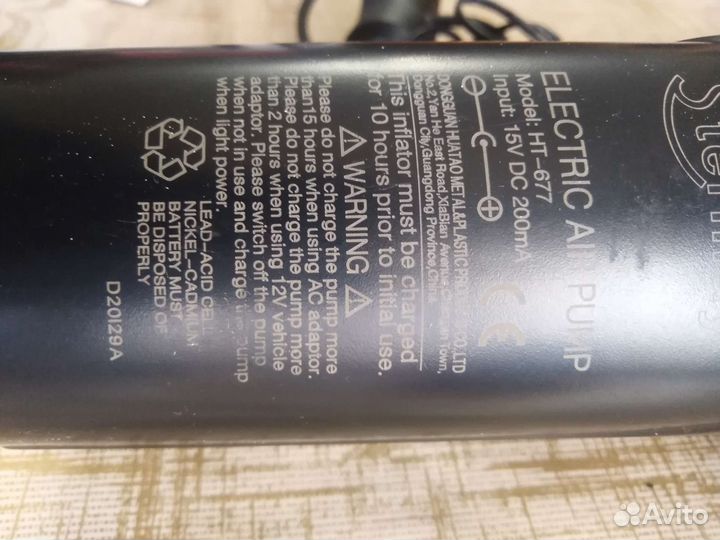 ELECTRIC AIR PUMP
Model: HT-677
Input: 15V DC 200mA
CE
DONGGUAN HUATAO METAL&PLASTIC CO.,LTD
No.2, Yan He East Road,XiaBian Avenue, Town,
Dongguan City,Guangdong Province,China
This inflator must be charged
for 10 hours prior to initial use.
WARNING
Please do not charge the pump more
than15 hours when using AC adaptor.
Please do not charge the pump more
than 2 hours when using 12V vehicle
adaptor. Please switch off the pump
when not in use and charge the pump
when light power.
LEAD-ACID CELL
NICKEL-CADMIUM
BATTERY MUST
BE DISPOSED OF
PROPERLY
D20129A
Avito